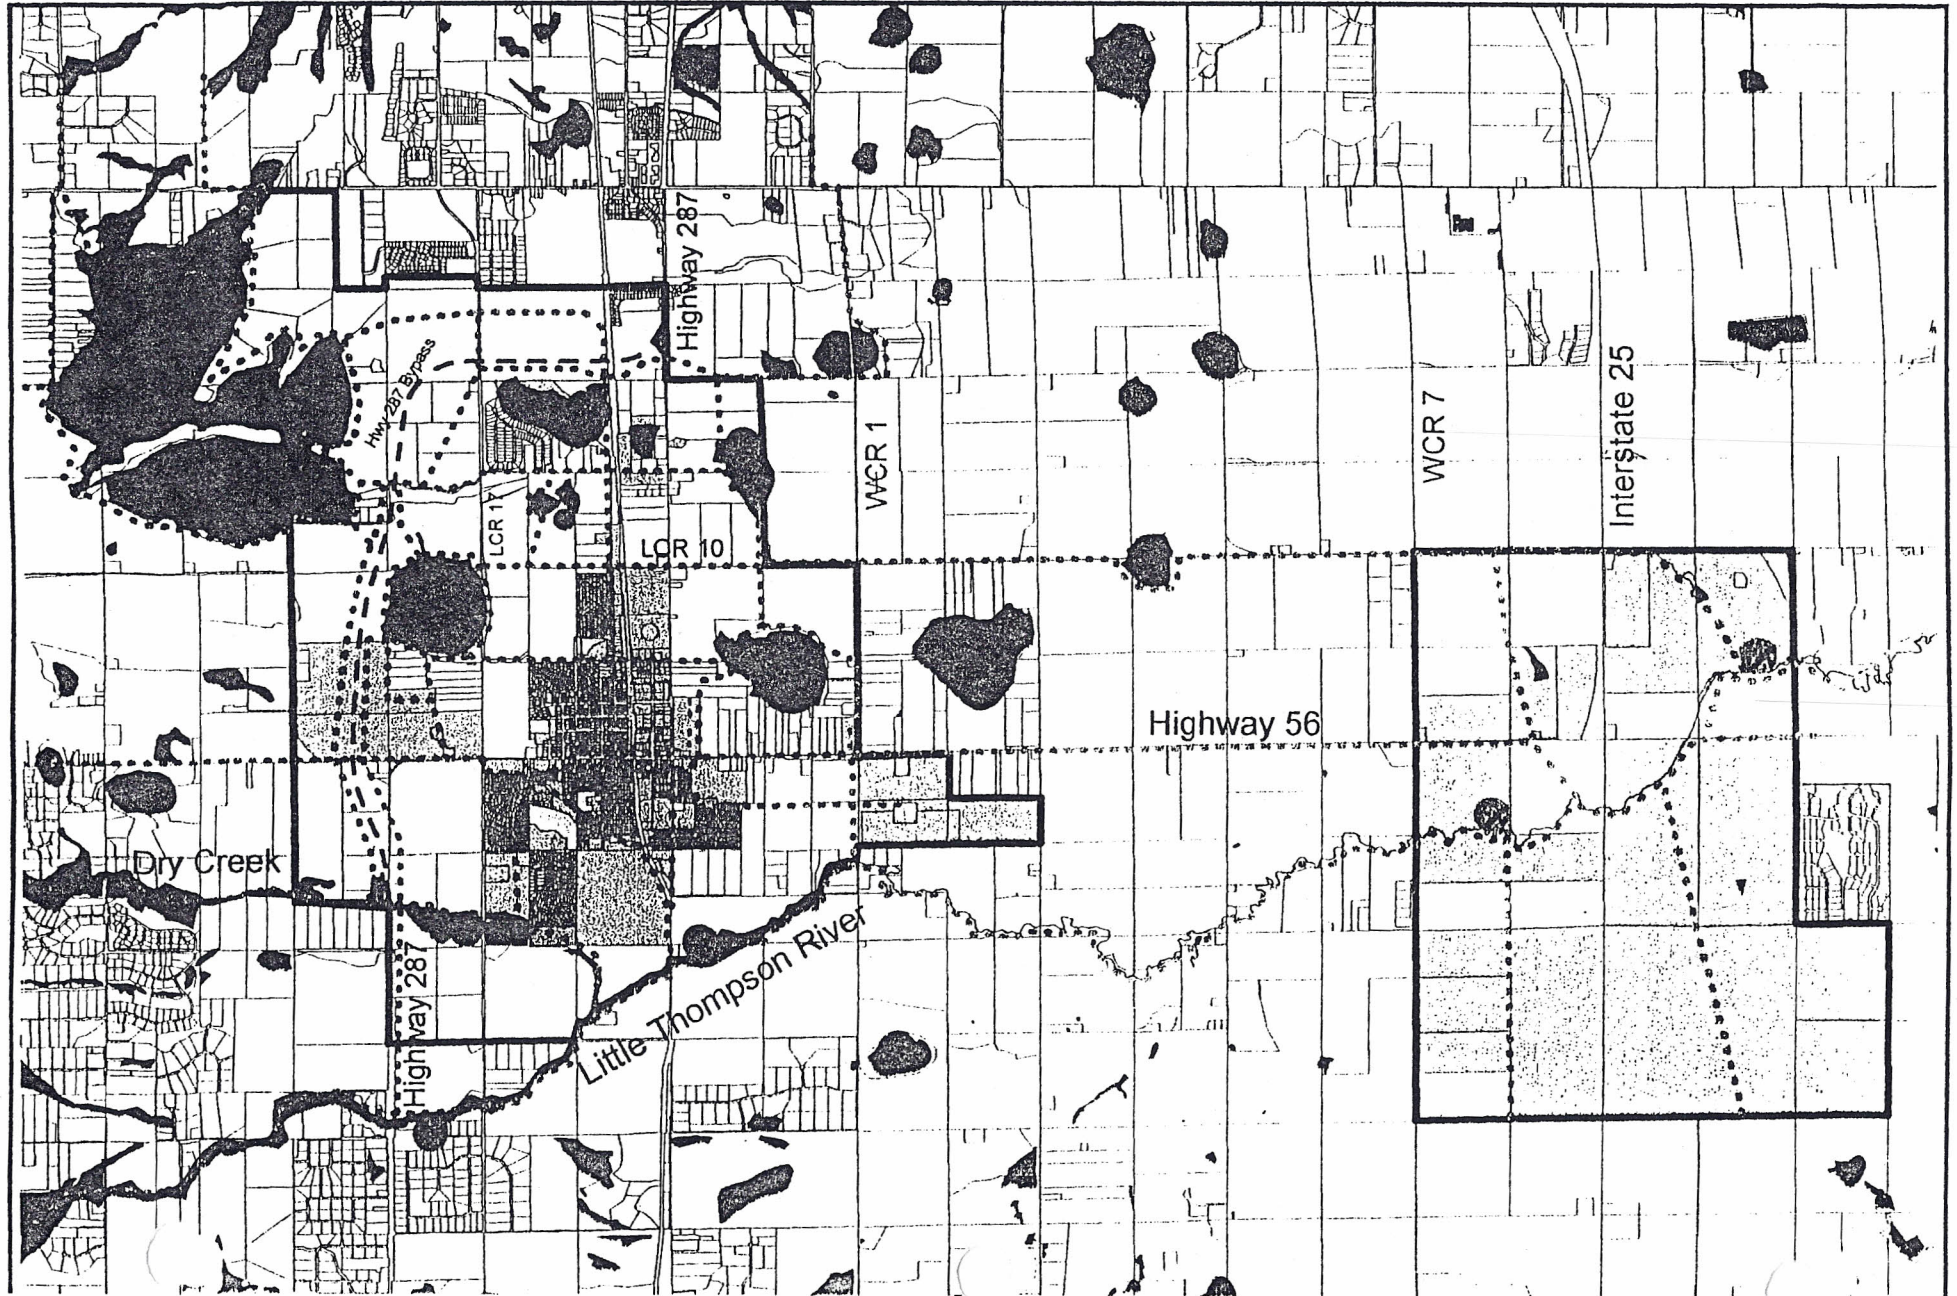 Highway 287
Hwy 287 Bypass
WCR 1
WCR 7
Interstate 25
LCR 17
LCR 10
Highway 56
Dry Creek
Little Thompson River
Highway 287